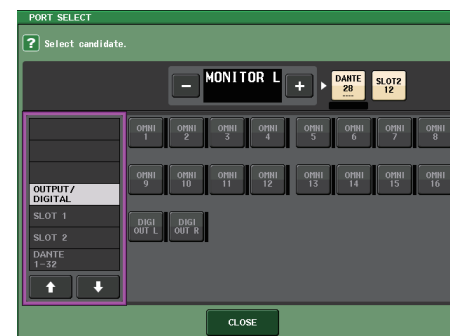 PORT SELECT
? Select candidate.
- MONITOR L + DANTE 28 ---- SLOT2 12
OMNI 1 OMNI 2 OMNI 3 OMNI 4 OMNI 5 OMNI 6 OMNI 7 OMNI 8
OMNI 9 OMNI 10 OMNI 11 OMNI 12 OMNI 13 OMNI 14 OMNI 15 OMNI 16
OUTPUT/
DIGITAL
DIGI OUT L DIGI OUT R
SLOT 1
SLOT 2
DANTE
1-32
CLOSE